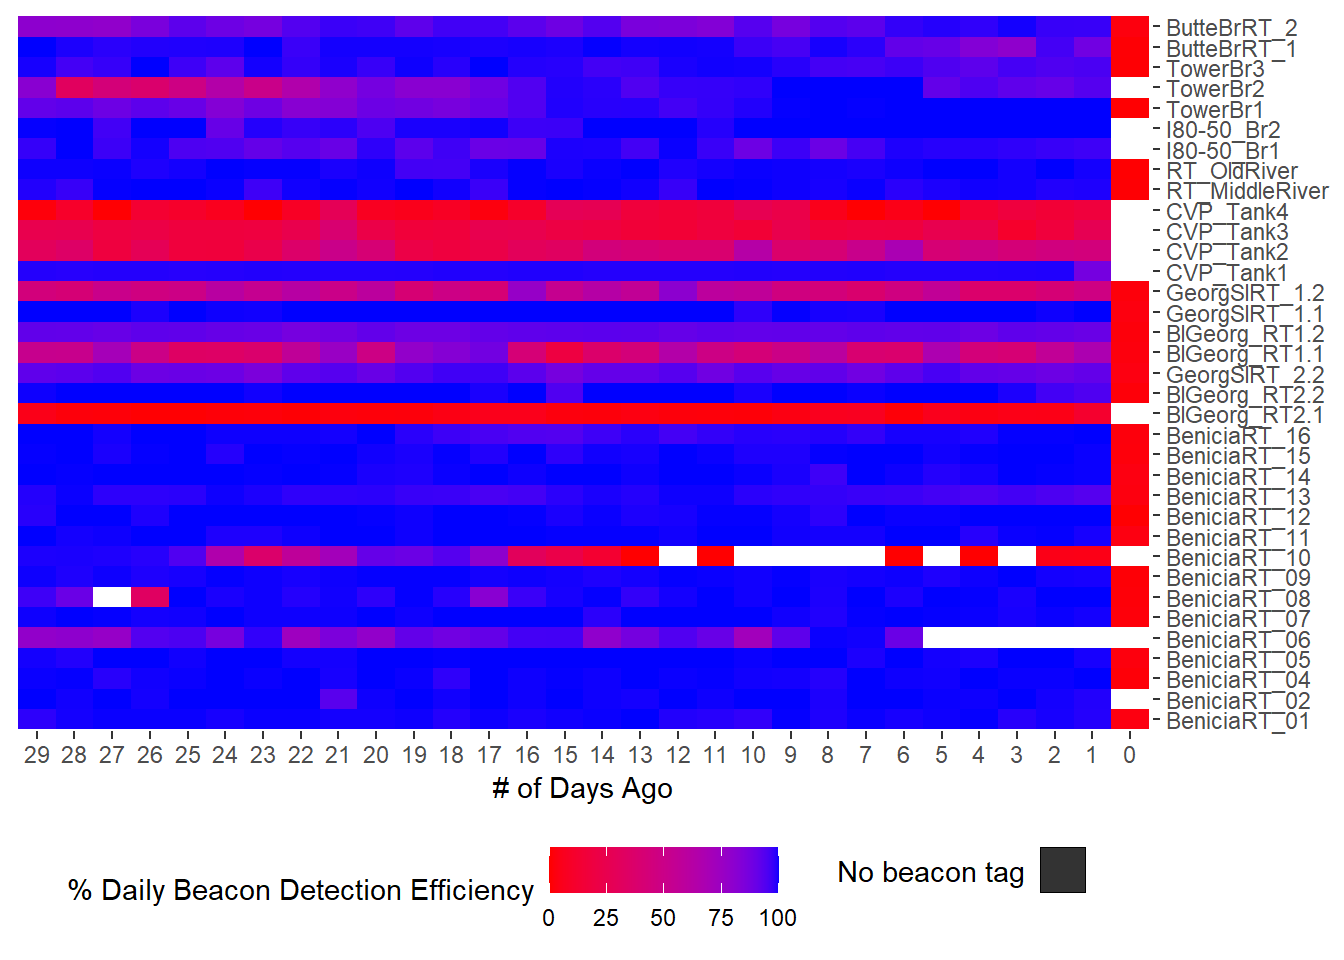 ButteBrRT_2
ButteBrRT_1
TowerBr3
TowerBr2
TowerBr1
I80-50_Br2
I80-50_Br1
RT_OldRiver
RT_MiddleRiver
CVP_Tank4
CVP_Tank3
CVP_Tank2
CVP_Tank1
GeorgSlRT_1.2
GeorgSlRT_1.1
BlGeorg_RT1.2
BlGeorg_RT1.1
GeorgSlRT_2.2
BlGeorg_RT2.2
BlGeorg_RT2.1
BeniciaRT_16
BeniciaRT_15
BeniciaRT_14
BeniciaRT_13
BeniciaRT_12
BeniciaRT_11
BeniciaRT_10
BeniciaRT_09
BeniciaRT_08
BeniciaRT_07
BeniciaRT_06
BeniciaRT_05
BeniciaRT_04
BeniciaRT_02
BeniciaRT_01
29 28 27 26 25 24 23 22 21 20 19 18 17 16 15 14 13 12 11 10 9 8 7 6 5 4 3 2 1 0
# of Days Ago
% Daily Beacon Detection Efficiency
0 25 50 75 100
No beacon tag